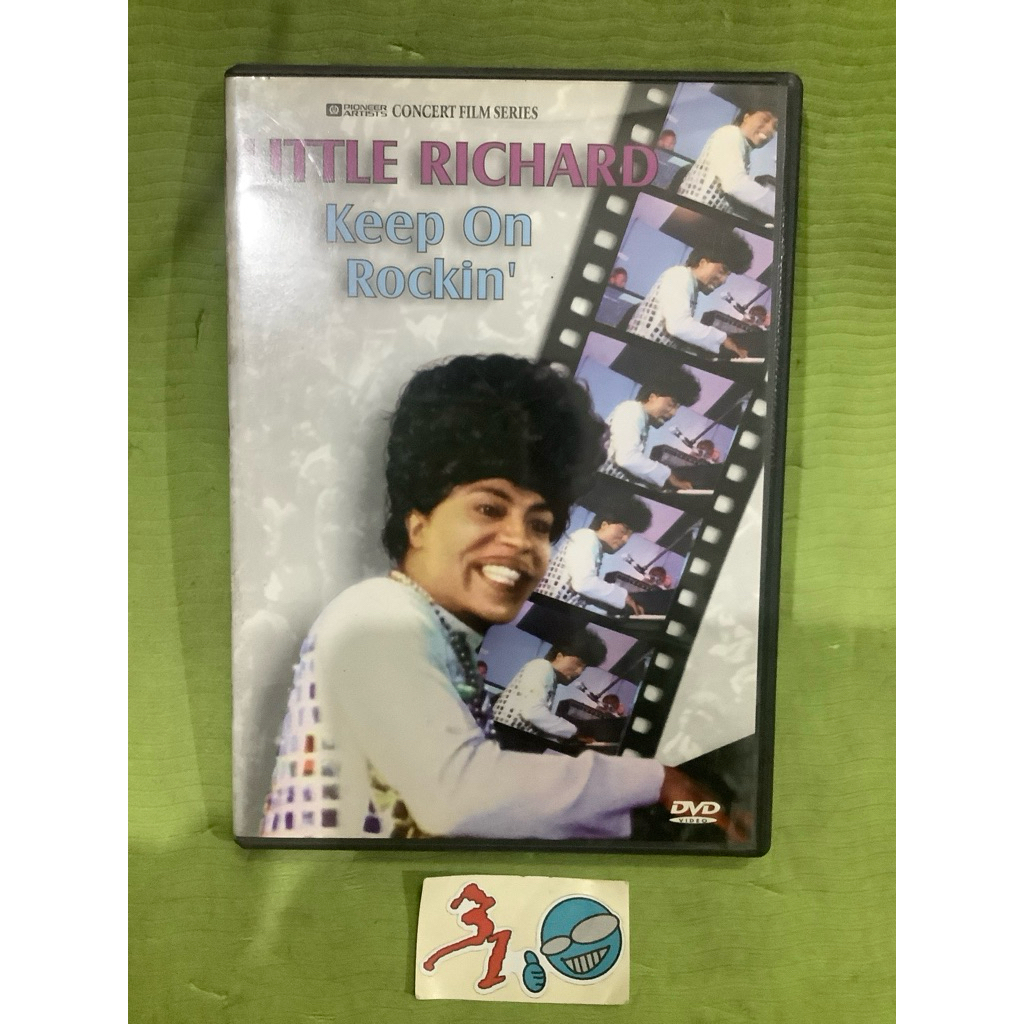 PIONEER ARTISTS CONCERT FILM SERIES
LITTLE RICHARD
Keep On
Rockin'
DVD
VIDEO